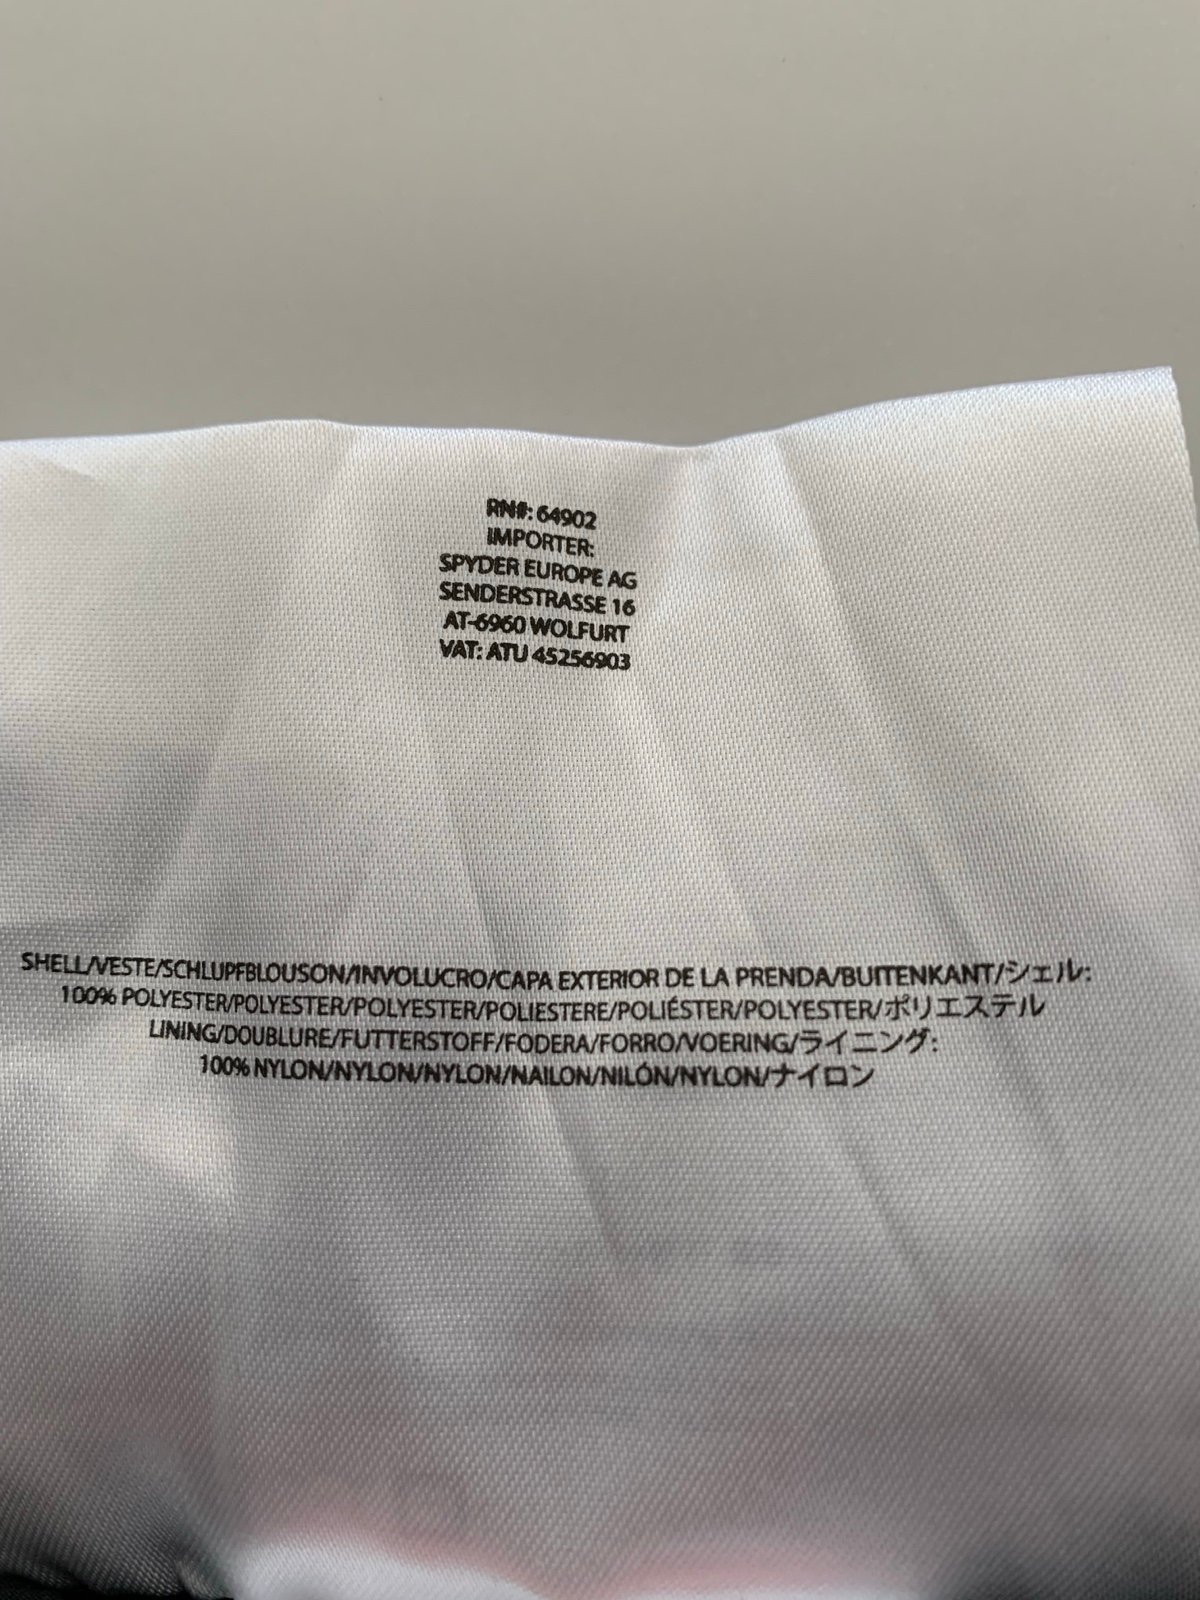 RN#: 64902
IMPORTER:
SPYDER EUROPE AG
SENDERSTRASSE 16
AT-6960 WOLFURT
VAT: ATU 45256903
SHELL/VESTE/SCHLUPFBLOUSON/INVOLUCRO/CAPA EXTERIOR DE LA PRENDA/BUITENKANT/シェル:
100% POLYESTER/POLYESTER/POLYESTER/POLIESTERE/POLIÉSTER/POLYESTER/ポリエステル
LINING/DOUBLURE/FUTTERSTOFF/FODERA/FORRO/VOERING/ライニング:
100% NYLON/NYLON/NYLON/NAILON/NILÓN/NYLON/ナイロン